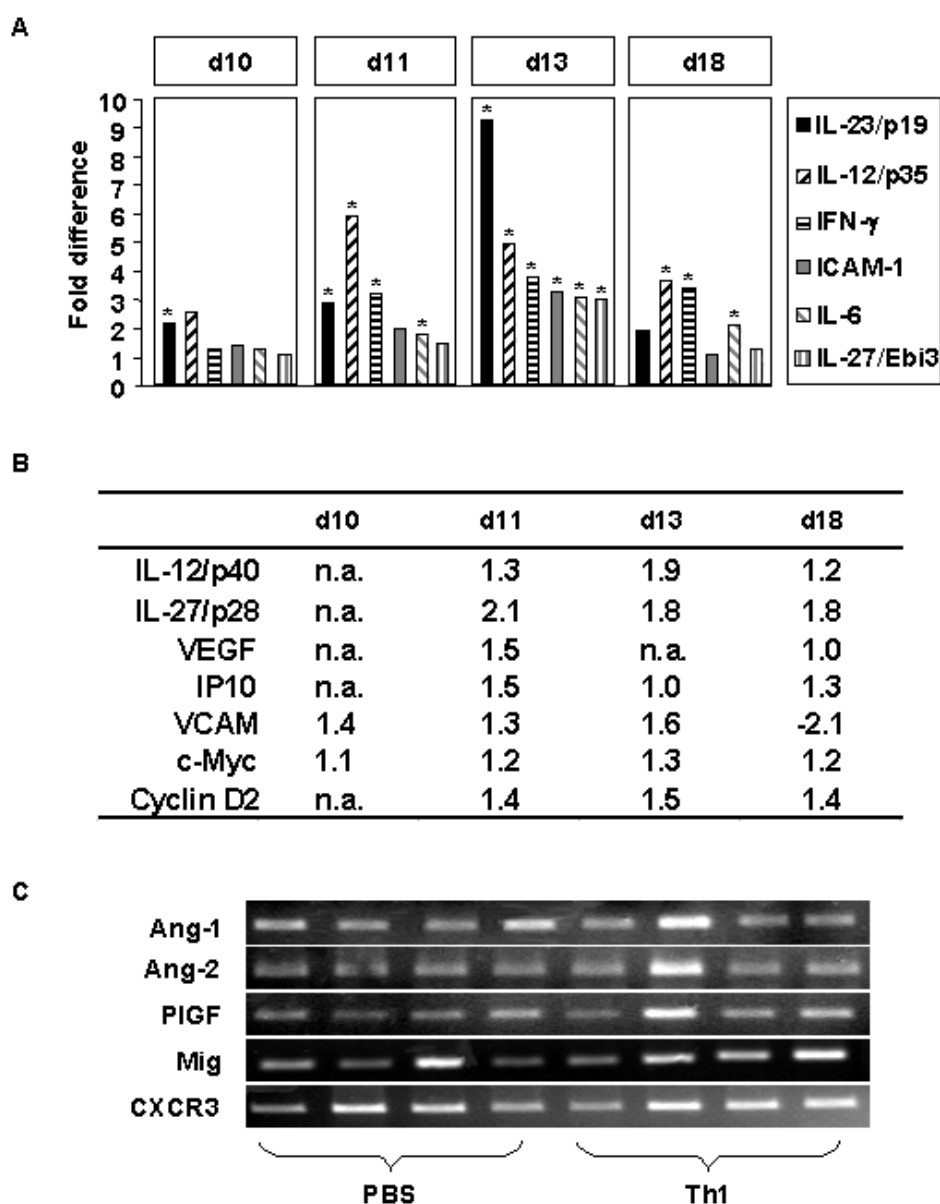 A
d10 d11 d13 d18
Fold difference
10
9
8
7
6
5
4
3
2
1
0
* * * * * * * * * * * * * *
IL-23/p19
IL-12/p35
IFN-γ
ICAM-1
IL-6
IL-27/Ebi3
B
d10 d11 d13 d18
IL-12/p40 n.a. 1.3 1.9 1.2
IL-27/p28 n.a. 2.1 1.8 1.8
VEGF n.a. 1.5 n.a. 1.0
IP10 n.a. 1.5 1.0 1.3
VCAM 1.4 1.3 1.6 -2.1
c-Myc 1.1 1.2 1.3 1.2
Cyclin D2 n.a. 1.4 1.5 1.4
C
Ang-1
Ang-2
PIGF
Mig
CXCR3
PBS Th1